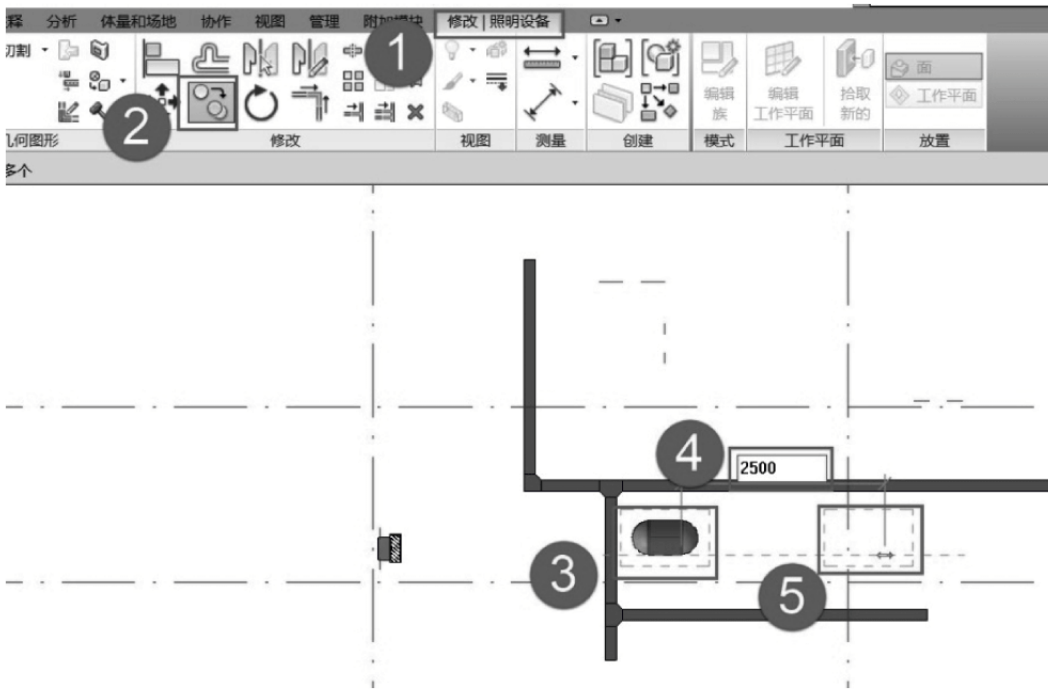 释 分析 体量和场地 协作 视图 管理 附加模块 修改 | 照明设备
1
切割
面
编辑 编辑 拾取
族 工作平面 新的
工作平面
2
几何图形 修改 视图 测量 创建 模式 工作平面 放置
多个
4
2500
3
5